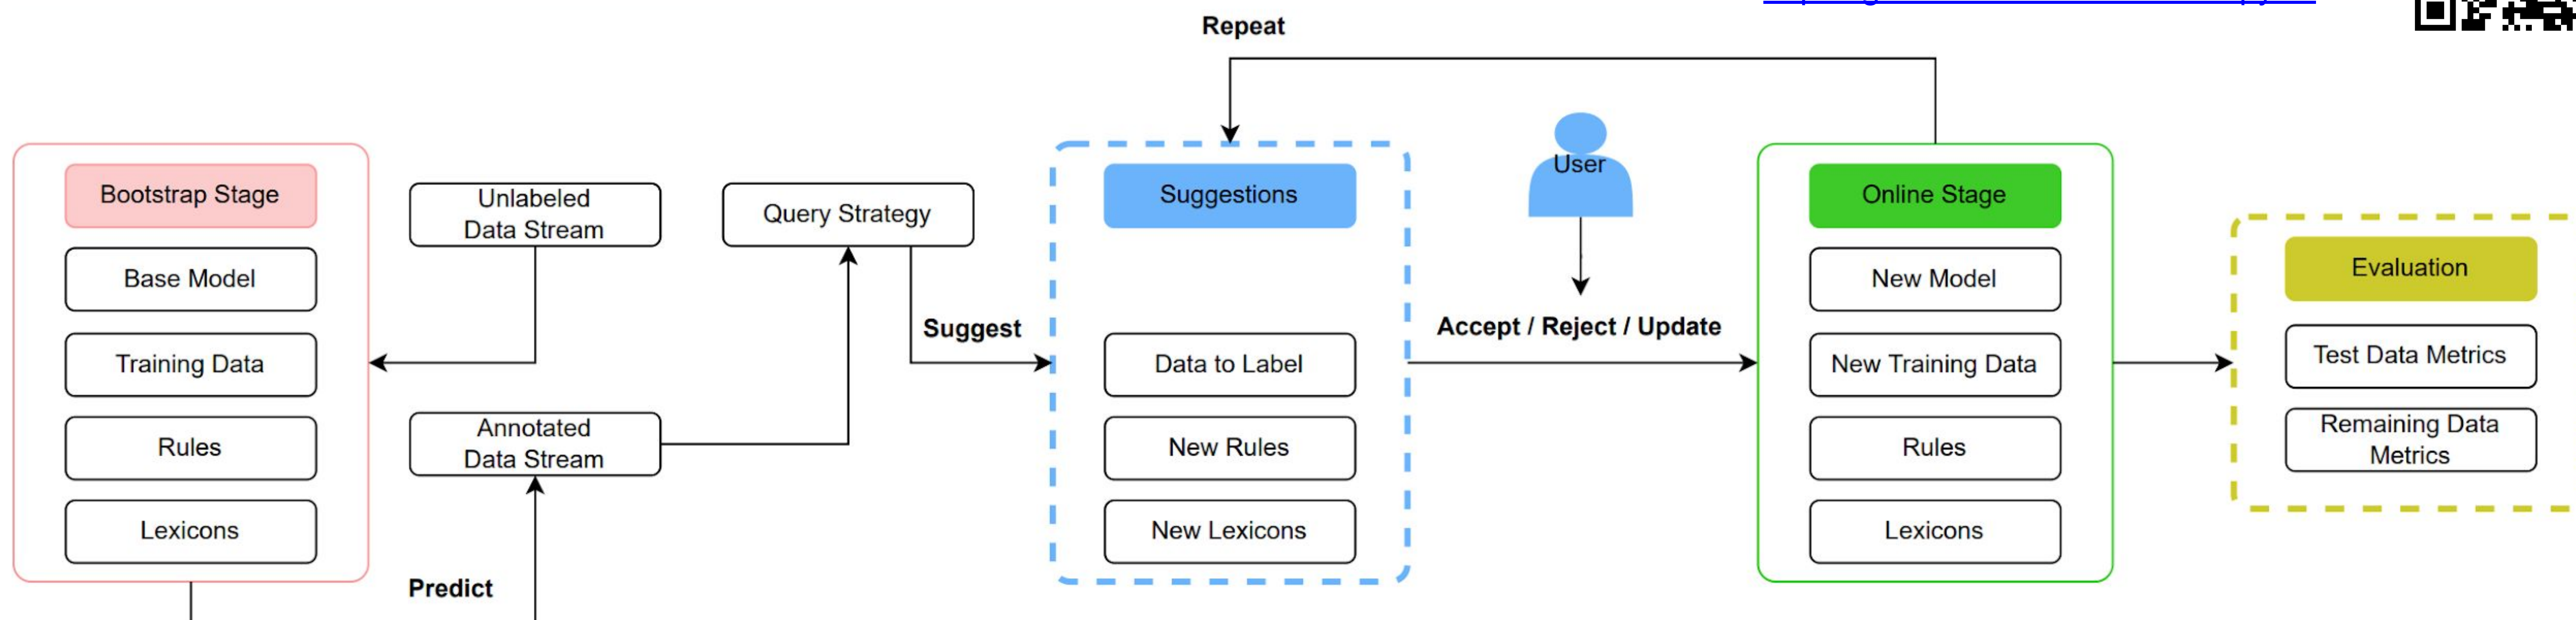 Repeat
Bootstrap Stage
Base Model
Training Data
Rules
Lexicons
Unlabeled
Data Stream
Annotated
Data Stream
Predict
Query Strategy
Suggest
Suggestions
Data to Label
New Rules
New Lexicons
User
Accept / Reject / Update
Online Stage
New Model
New Training Data
Rules
Lexicons
Evaluation
Test Data Metrics
Remaining Data
Metrics